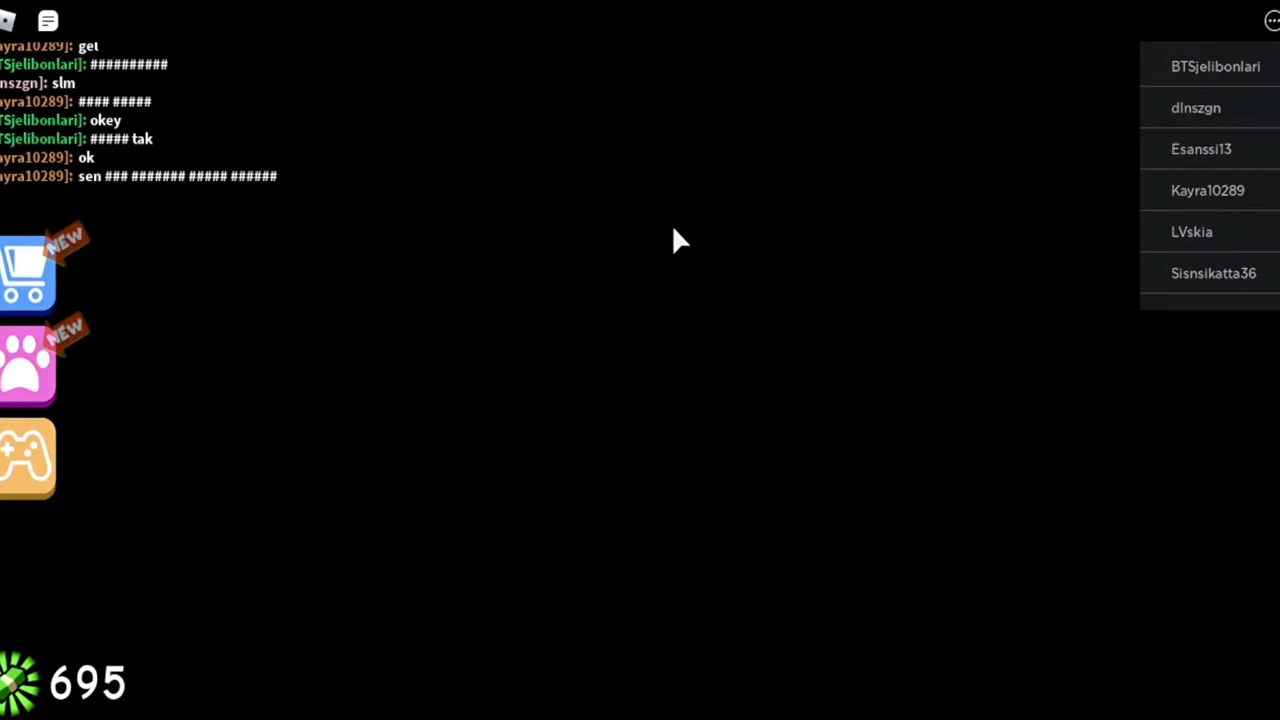 ayra10289]: gel
TSjelibonlari]: ##########
nszgn]: slm
ayra10289]: #### #####
TSjelibonlari]: okey
TSjelibonlari]: ##### tak
ayra10289]: ok
ayra10289]: sen ### ####### ##### ######
NEW
NEW
695
BTSjelibonlari
dlnszgn
Esanssi13
Kayra10289
LVskia
Sisnsikatta36